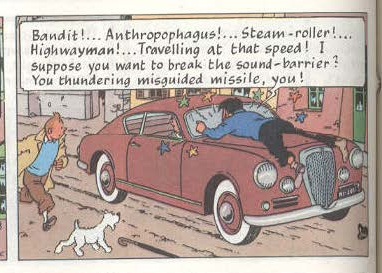 Bandit!... Anthropophagus!... Steam-roller!...
Highwayman!... Travelling at that speed! I
suppose you want to break the sound-barrier?
You thundering misguided missile, you!